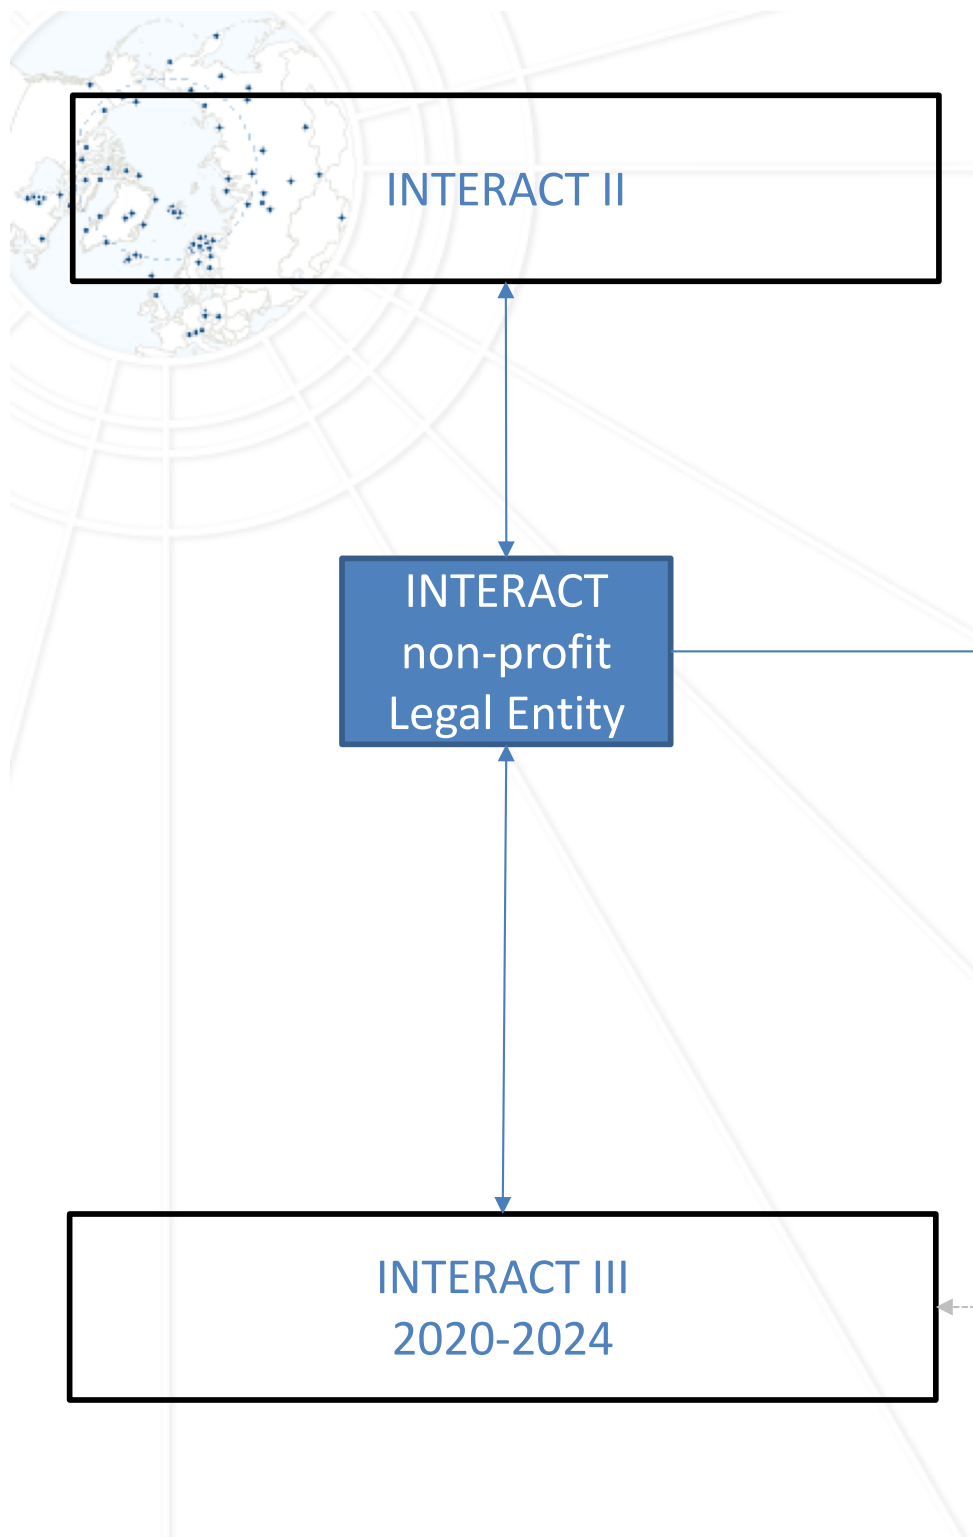 INTERACT II
INTERACT
non-profit
Legal Entity
INTERACT III
2020-2024